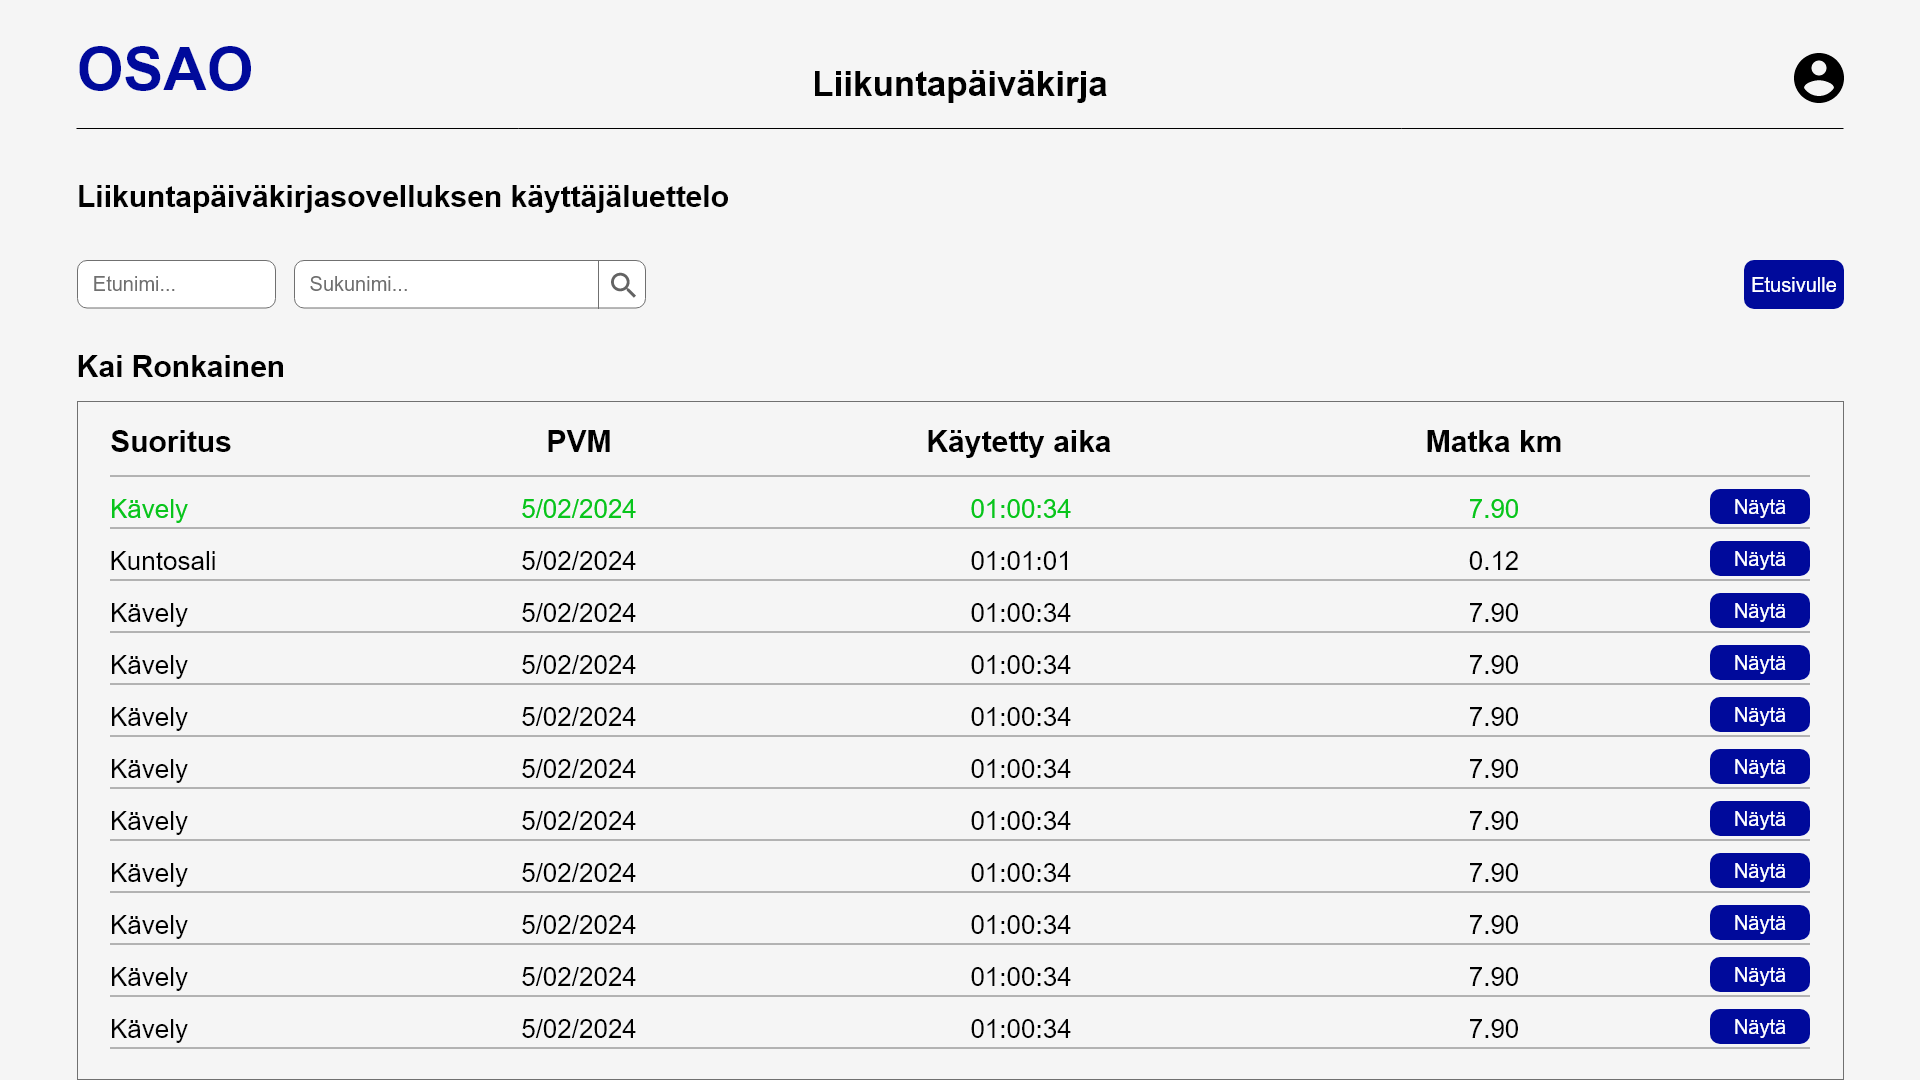 OSAO
Liikuntapäiväkirja
Liikuntapäiväkirjasovelluksen käyttäjäluettelo
Etunimi... Sukunimi... Etusivulle
Kai Ronkainen
Suoritus PVM Käytetty aika Matka km
Kävely 5/02/2024 01:00:34 7.90 Näytä
Kuntosali 5/02/2024 01:01:01 0.12 Näytä
Kävely 5/02/2024 01:00:34 7.90 Näytä
Kävely 5/02/2024 01:00:34 7.90 Näytä
Kävely 5/02/2024 01:00:34 7.90 Näytä
Kävely 5/02/2024 01:00:34 7.90 Näytä
Kävely 5/02/2024 01:00:34 7.90 Näytä
Kävely 5/02/2024 01:00:34 7.90 Näytä
Kävely 5/02/2024 01:00:34 7.90 Näytä
Kävely 5/02/2024 01:00:34 7.90 Näytä
Kävely 5/02/2024 01:00:34 7.90 Näytä